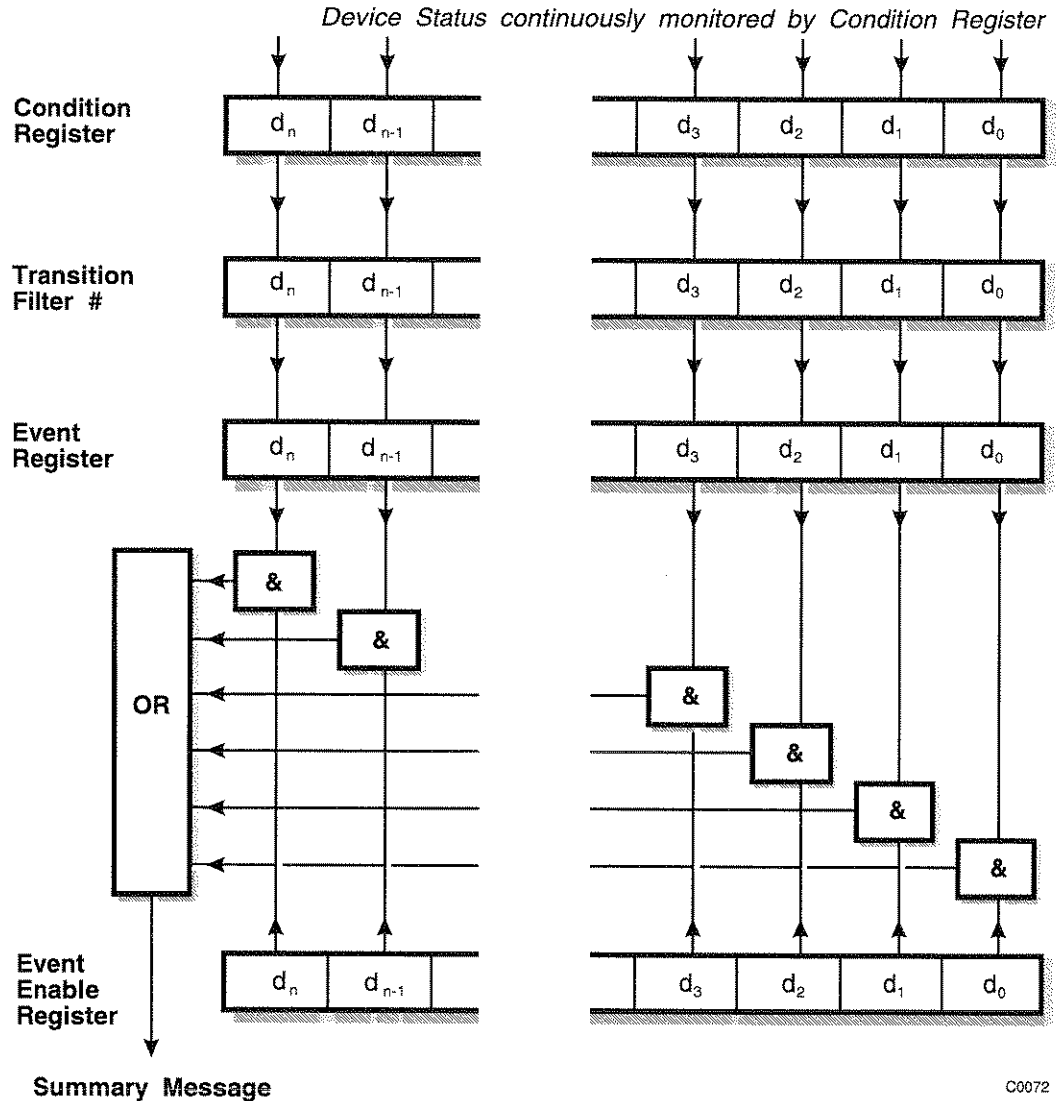 Device Status continuously monitored by Condition Register
Condition
Register
dₙ dₙ₋₁ d₃ d₂ d₁ d₀
Transition
Filter #
dₙ dₙ₋₁ d₃ d₂ d₁ d₀
Event
Register
dₙ dₙ₋₁ d₃ d₂ d₁ d₀
&
&
OR
&
&
&
&
Event
Enable
Register
dₙ dₙ₋₁ d₃ d₂ d₁ d₀
Summary Message
C0072